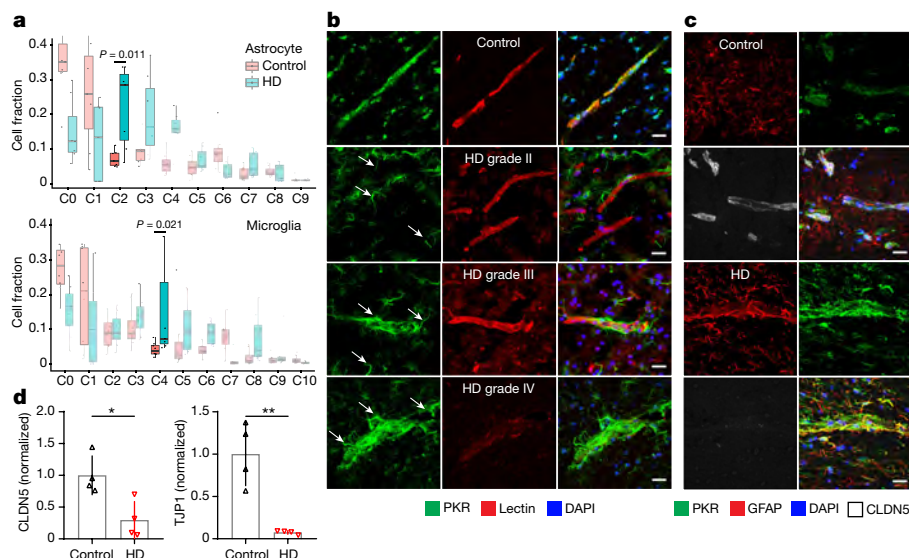 a
0.4
0.3
0.2
0.1
0
Cell fraction
P = 0.011
Astrocyte
Control
HD
C0 C1 C2 C3 C4 C5 C6 C7 C8 C9
0.4
0.3
0.2
0.1
0
Cell fraction
P = 0.021
Microglia
C0 C1 C2 C3 C4 C5 C6 C7 C8 C9 C10
b
Control
HD grade II
HD grade III
HD grade IV
PKR Lectin DAPI
c
Control
HD
PKR GFAP DAPI CLDN5
d
2.0
1.5
1.0
0.5
0
CLDN5 (normalized)
*
Control HD
1.5
1.0
0.5
0
TJP1 (normalized)
**
Control HD